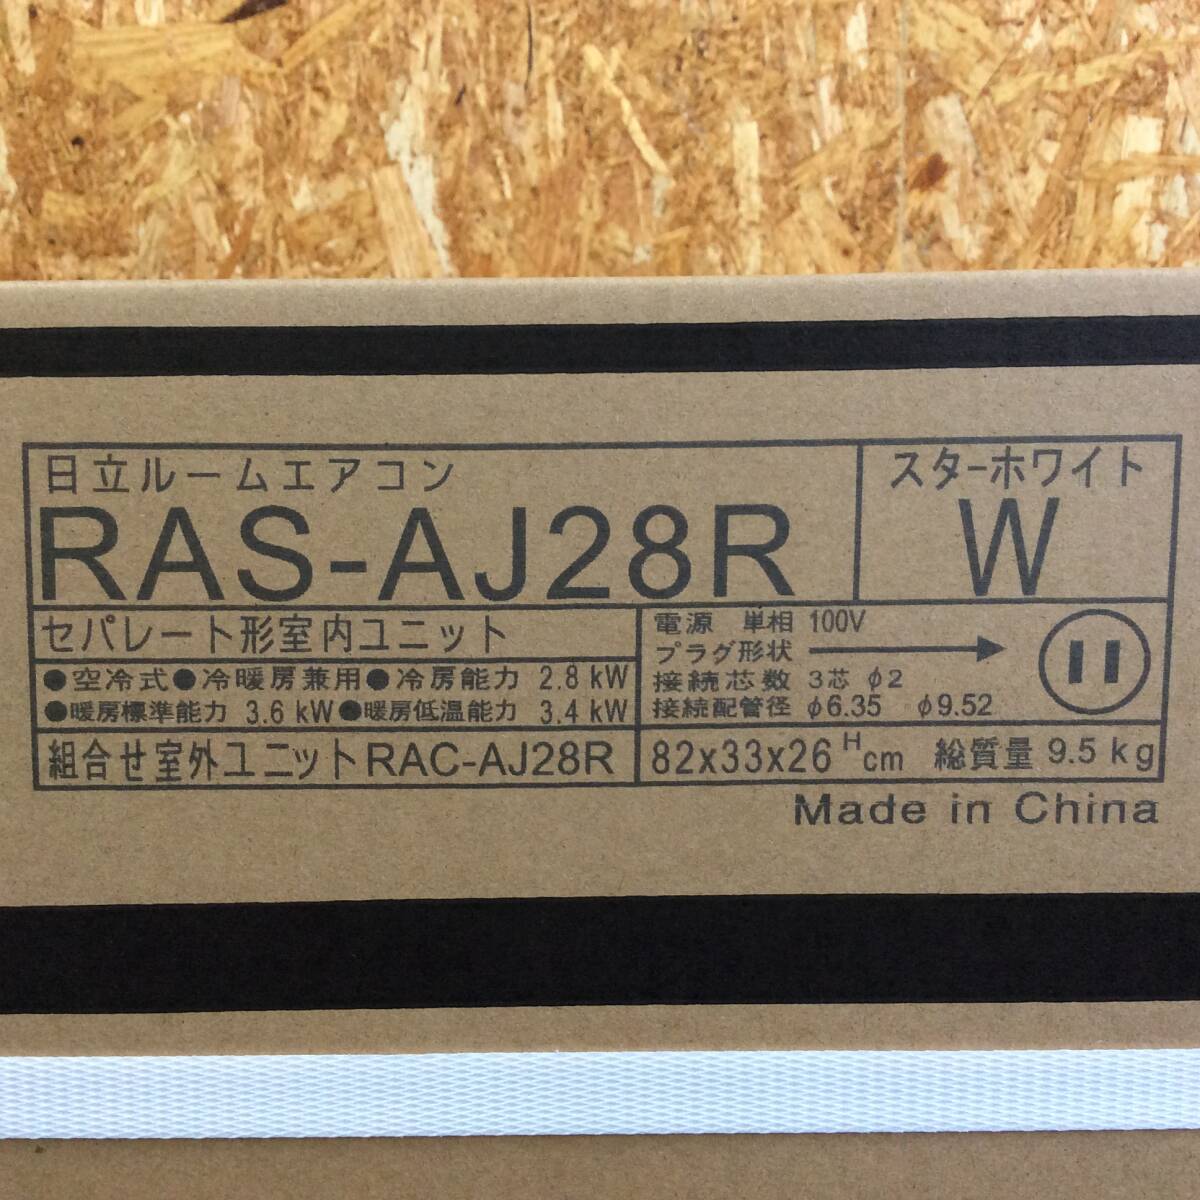 日立ルームエアコン
RAS-AJ28R
スターホワイト
W
セパレート形室内ユニット
●空冷式●冷暖房兼用●冷房能力 2.8 kW
●暖房標準能力 3.6 kW●暖房低温能力 3.4 kW
組合せ室外ユニットRAC-AJ28R
電源 単相 100V
プラグ形状
接続芯数 3芯 φ2
接続配管径 φ6.35 φ9.52
82x33x26ᴴcm 総質量 9.5 kg
Made in China